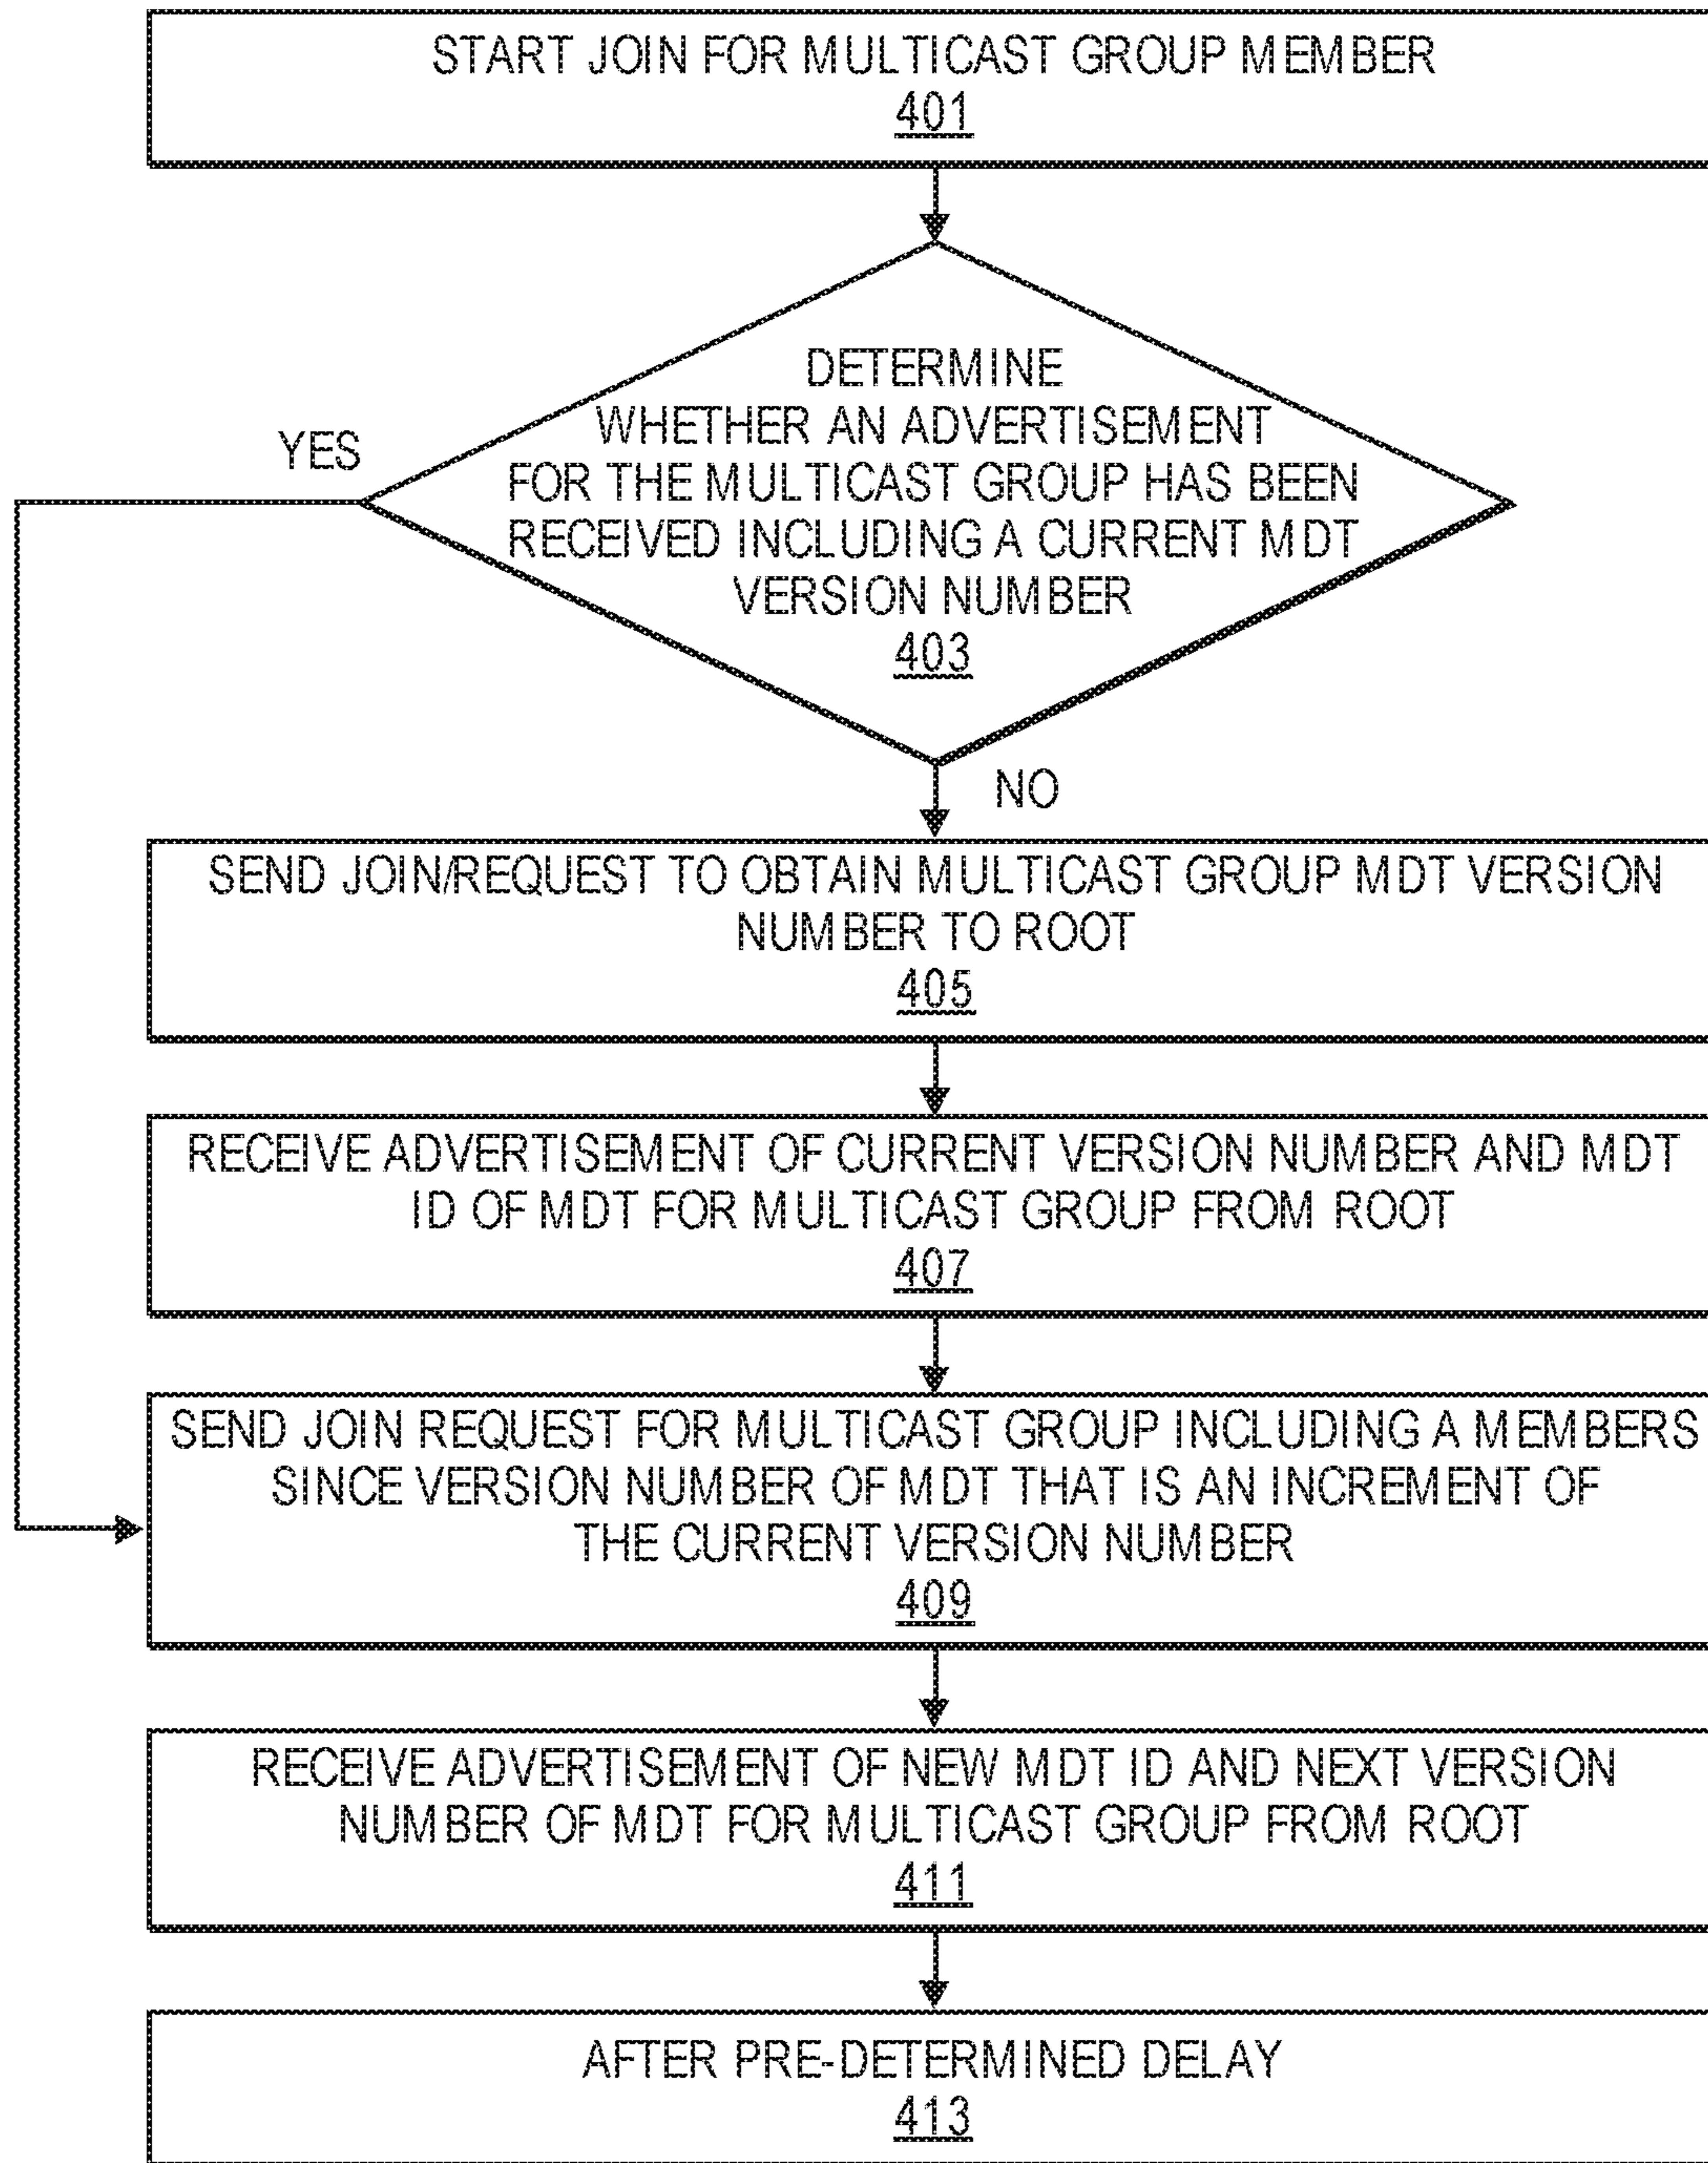 START JOIN FOR MULTICAST GROUP MEMBER
401
DETERMINE
WHETHER AN ADVERTISEMENT
FOR THE MULTICAST GROUP HAS BEEN
RECEIVED INCLUDING A CURRENT MDT
VERSION NUMBER
403
YES
NO
SEND JOIN/REQUEST TO OBTAIN MULTICAST GROUP MDT VERSION
NUMBER TO ROOT
405
RECEIVE ADVERTISEMENT OF CURRENT VERSION NUMBER AND MDT
ID OF MDT FOR MULTICAST GROUP FROM ROOT
407
SEND JOIN REQUEST FOR MULTICAST GROUP INCLUDING A MEMBERS
SINCE VERSION NUMBER OF MDT THAT IS AN INCREMENT OF
THE CURRENT VERSION NUMBER
409
RECEIVE ADVERTISEMENT OF NEW MDT ID AND NEXT VERSION
NUMBER OF MDT FOR MULTICAST GROUP FROM ROOT
411
AFTER PRE-DETERMINED DELAY
413